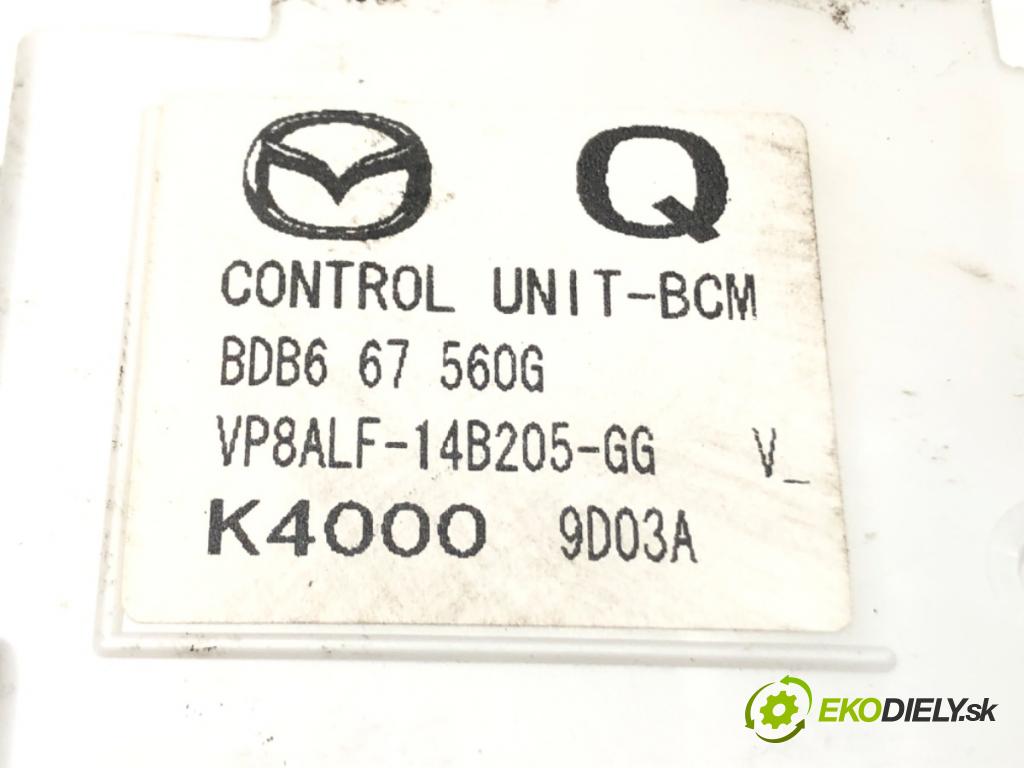 Q
CONTROL UNIT-BCM
BDB6 67 560G
VP8ALF-14B205-GG V_
K4000 9D03A
EKODIELY.sk